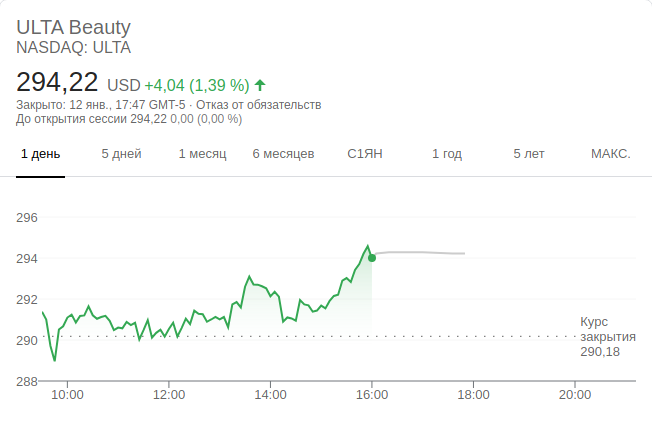 ULTA Beauty
NASDAQ: ULTA
294,22 USD +4,04 (1,39 %)
Закрыто: 12 янв., 17:47 GMT-5 · Отказ от обязательств
До открытия сессии 294,22 0,00 (0,00 %)
1 день 5 дней 1 месяц 6 месяцев С1ЯН 1 год 5 лет МАКС.
296
294
292
290
288
Курс
закрытия
290,18
10:00 12:00 14:00 16:00 18:00 20:00